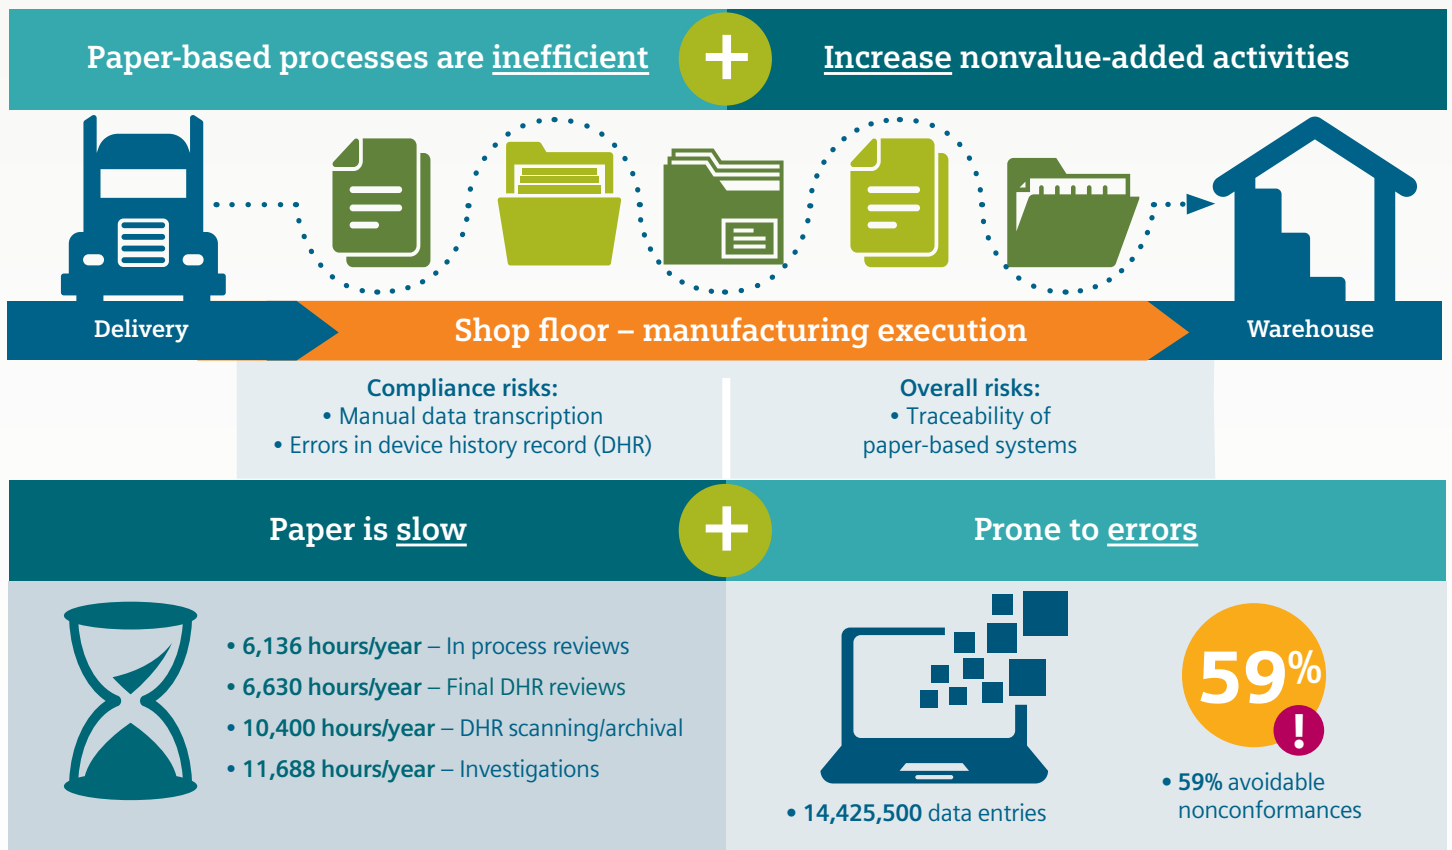 Paper-based processes are inefficient
+
Increase nonvalue-added activities
Delivery
Shop floor – manufacturing execution
Warehouse
Compliance risks:
• Manual data transcription
• Errors in device history record (DHR)
Overall risks:
• Traceability of
paper-based systems
Paper is slow
+
Prone to errors
• 6,136 hours/year – In process reviews
• 6,630 hours/year – Final DHR reviews
• 10,400 hours/year – DHR scanning/archival
• 11,688 hours/year – Investigations
• 14,425,500 data entries
59%
!
• 59% avoidable
nonconformances